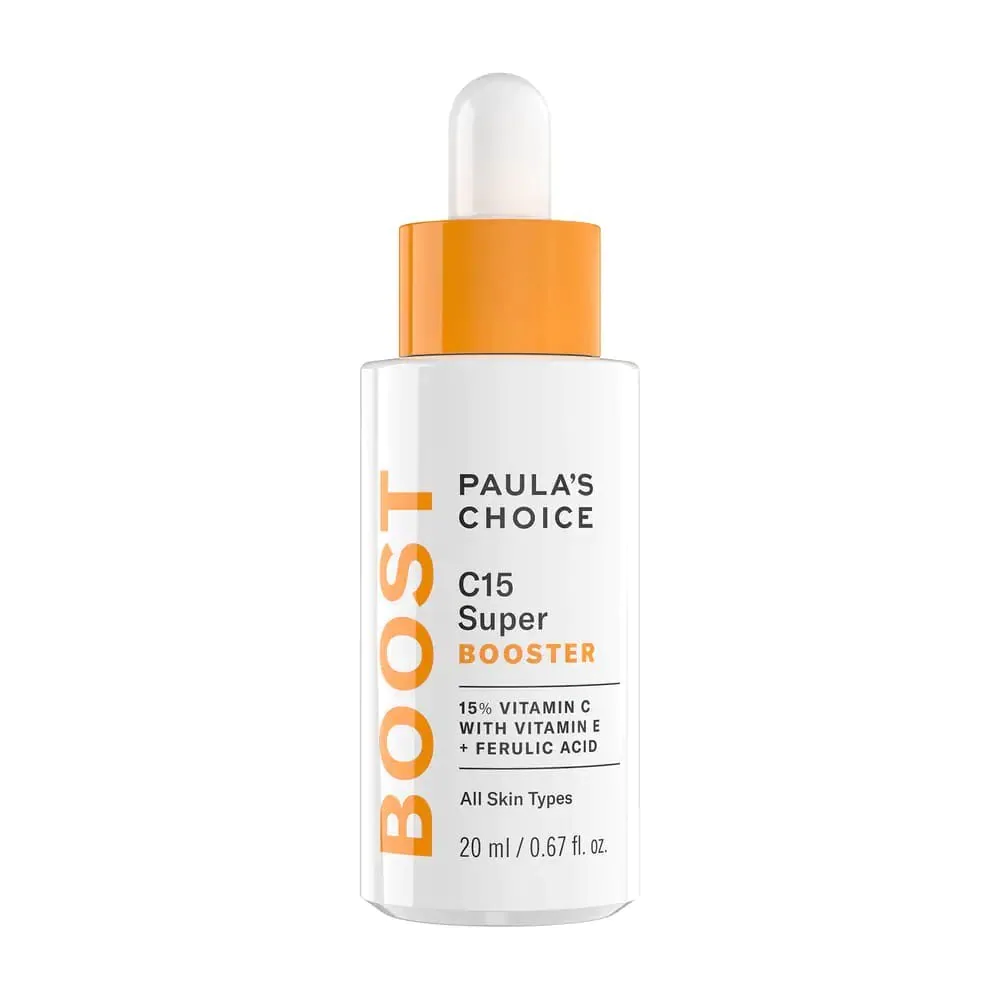 BOOST
PAULA'S
CHOICE
C15
Super
BOOSTER
15% VITAMIN C
WITH VITAMIN E
+ FERULIC ACID
All Skin Types
20 ml / 0.67 fl. oz.